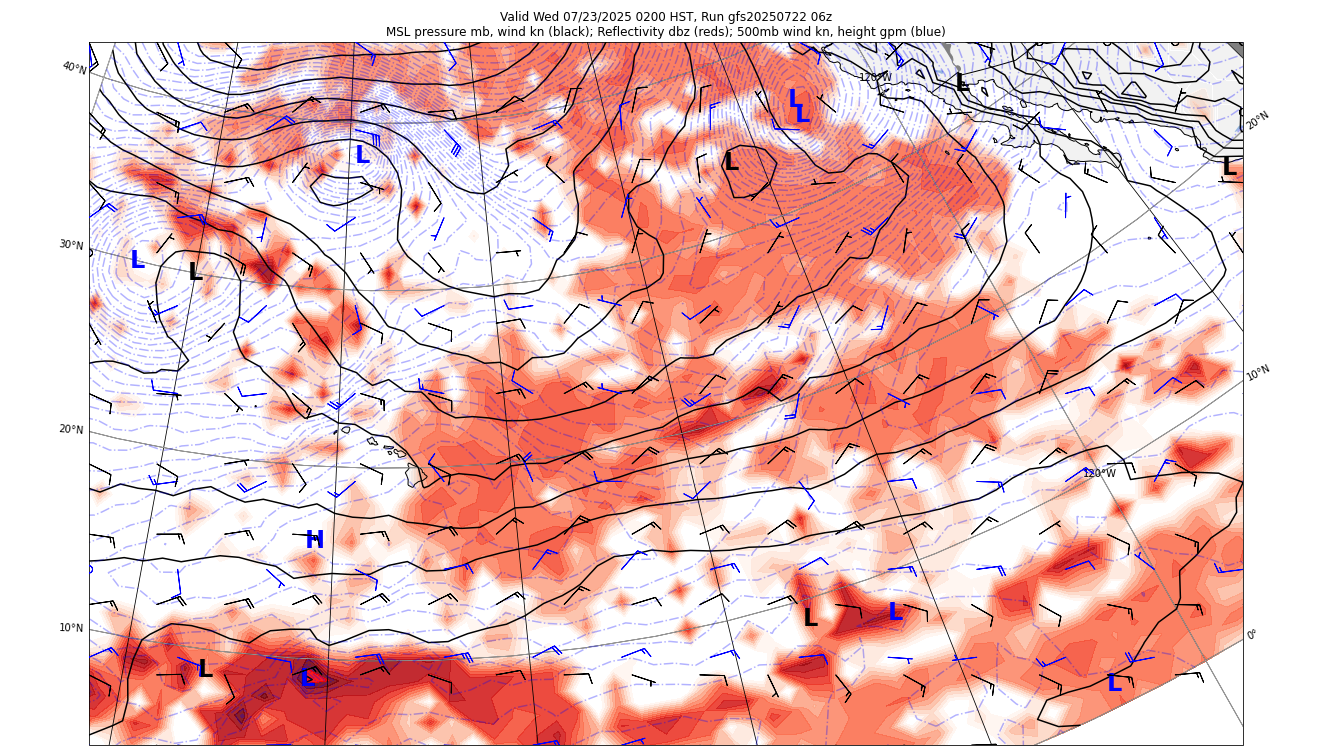 Valid Wed 07/23/2025 0200 HST, Run gfs20250722 06z
MSL pressure mb, wind kn (black); Reflectivity dbz (reds); 500mb wind kn, height gpm (blue)
40°N
120°W
L
L
L
20°N
L
L
L
L
30°N
L
L
10°N
20°N
120°W
H
10°N
L
L
0°
L
L
L